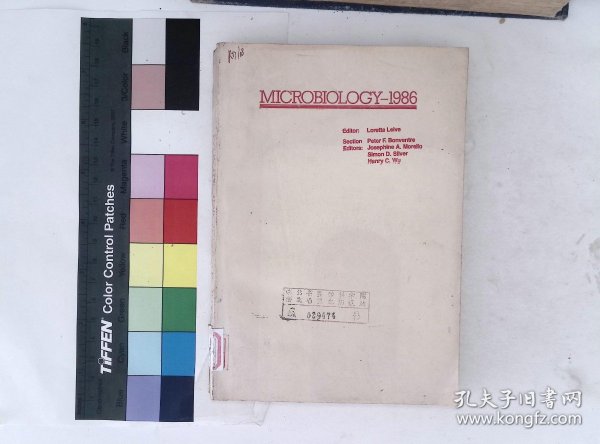 MICROBIOLOGY-1986
Editor: Loretta Leive
Section Editors: Peter F. Bonventre
Josephine A. Morello
Simon D. Silver
Henry C. Wu
029474
TIFFEN® Color Control Patches
Blue
Cyan
Green
Yellow
Red
Magenta
White
3/Color
Black
孔夫子旧书网
www.kongfz.com